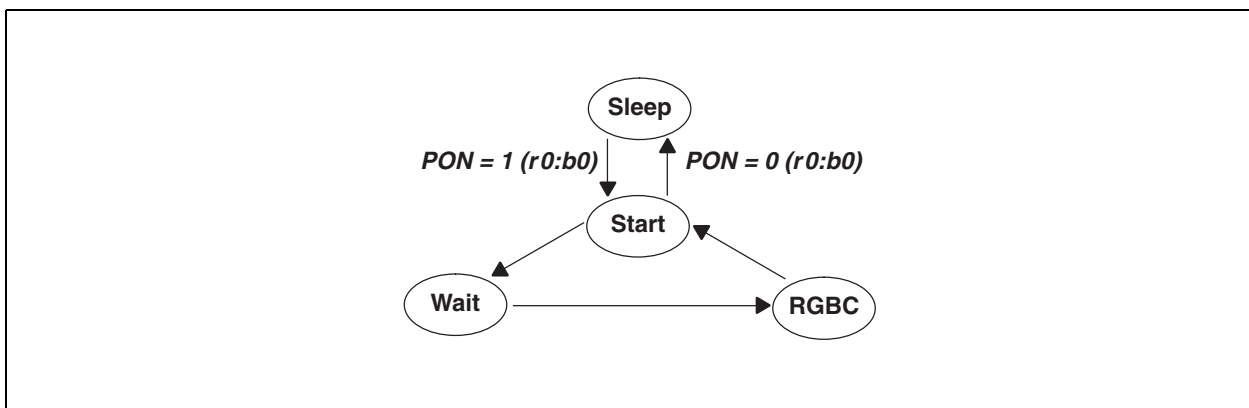 Sleep
PON = 1 (r0:b0)
PON = 0 (r0:b0)
Start
Wait
RGBC